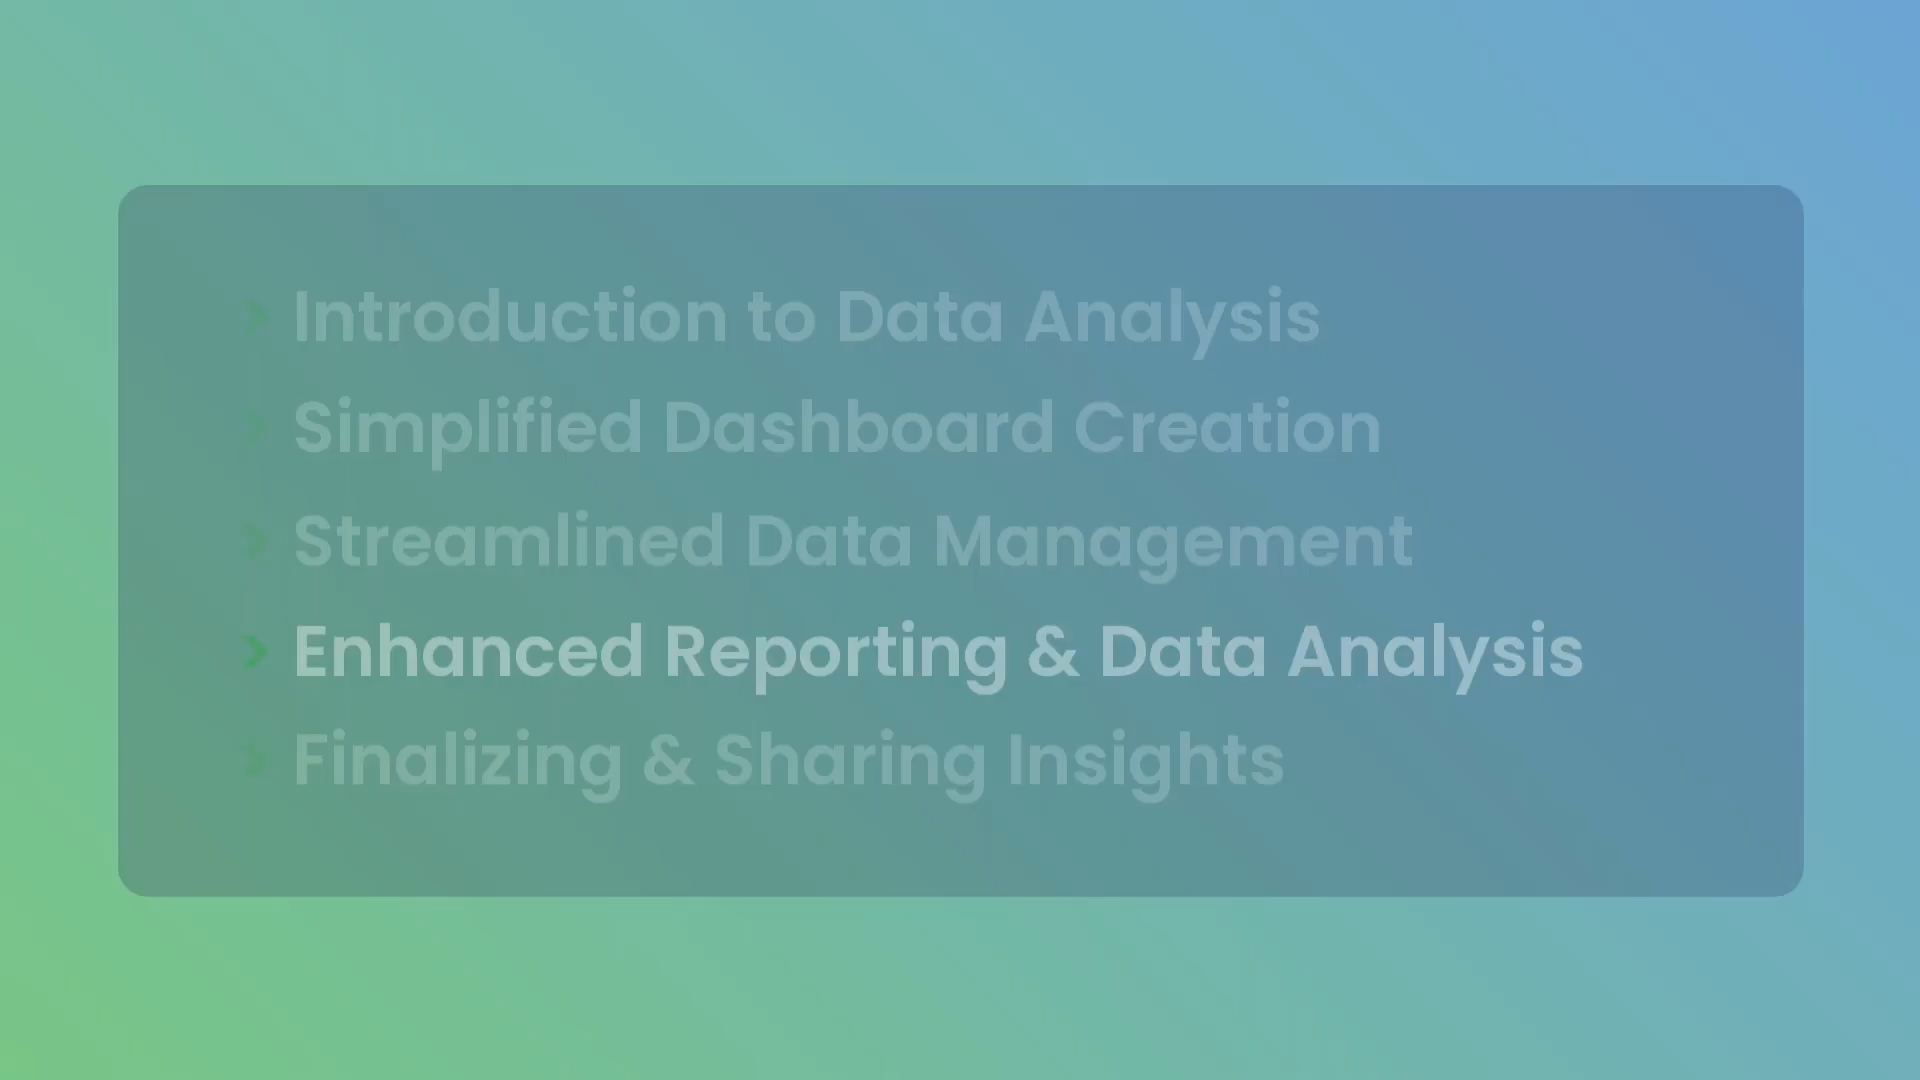 Introduction to Data Analysis
Simplified Dashboard Creation
Streamlined Data Management
Enhanced Reporting & Data Analysis
Finalizing & Sharing Insights